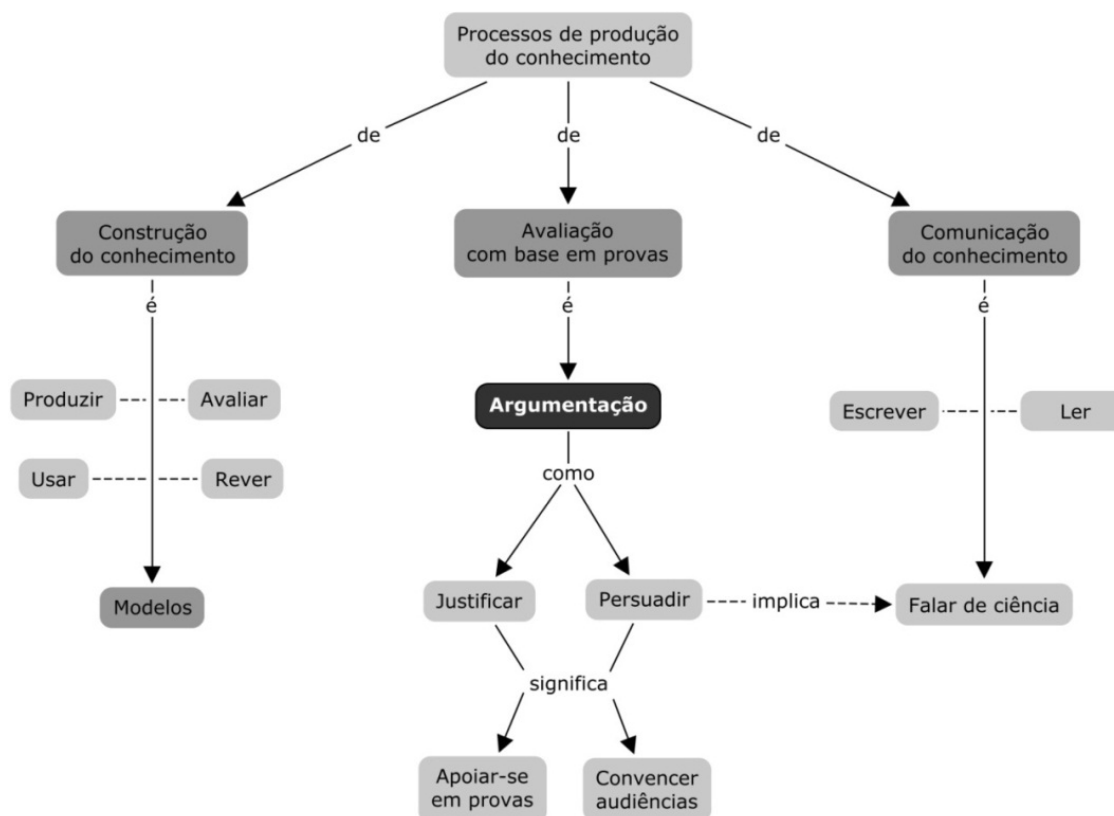 Processos de produção
do conhecimento
de
de
de
Construção
do conhecimento
Avaliação
com base em provas
Comunicação
do conhecimento
é
é
é
Produzir
Avaliar
Argumentação
Escrever
Ler
Usar
Rever
como
Modelos
Justificar
Persuadir
implica
Falar de ciência
significa
Apoiar-se
em provas
Convencer
audiências